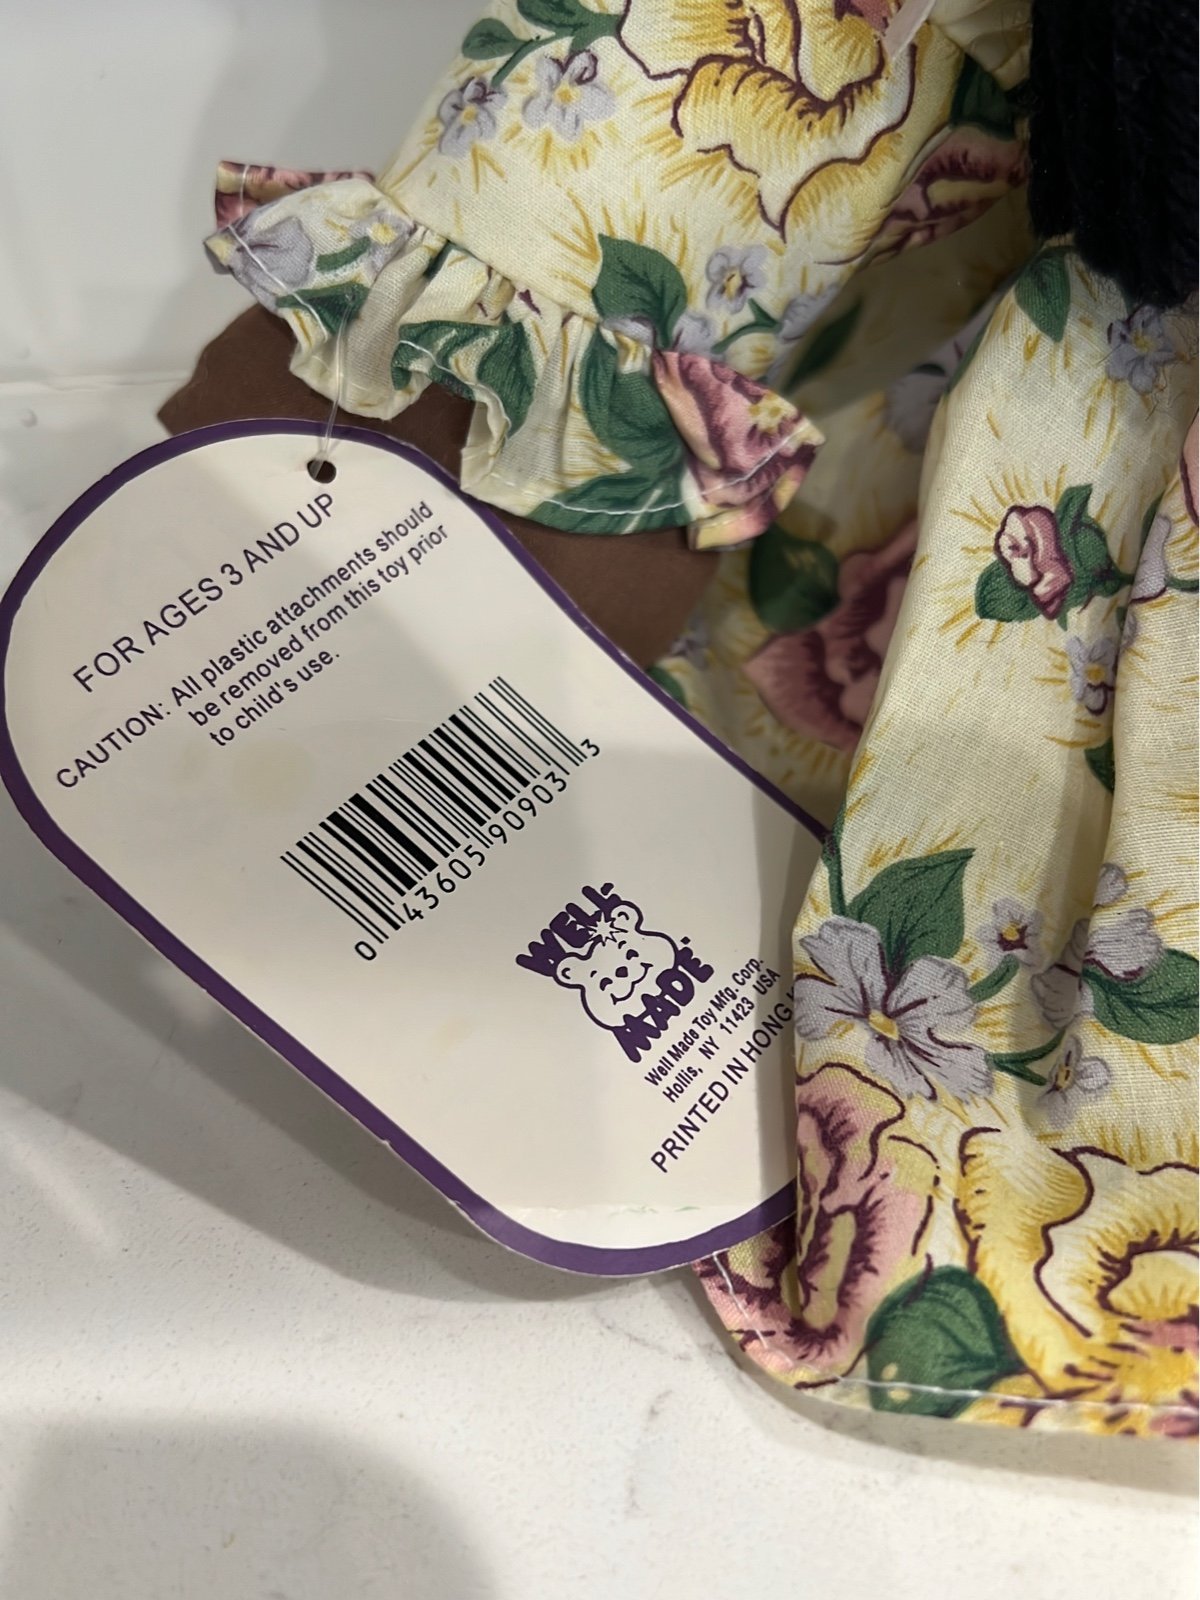 FOR AGES 3 AND UP
CAUTION: All plastic attachments should
be removed from this toy prior
to child's use.
0 43605 90903 3
WELL-
MADE
Well Made Toy Mfg. Corp.
Hollis, NY 11423 USA
PRINTED IN HONG